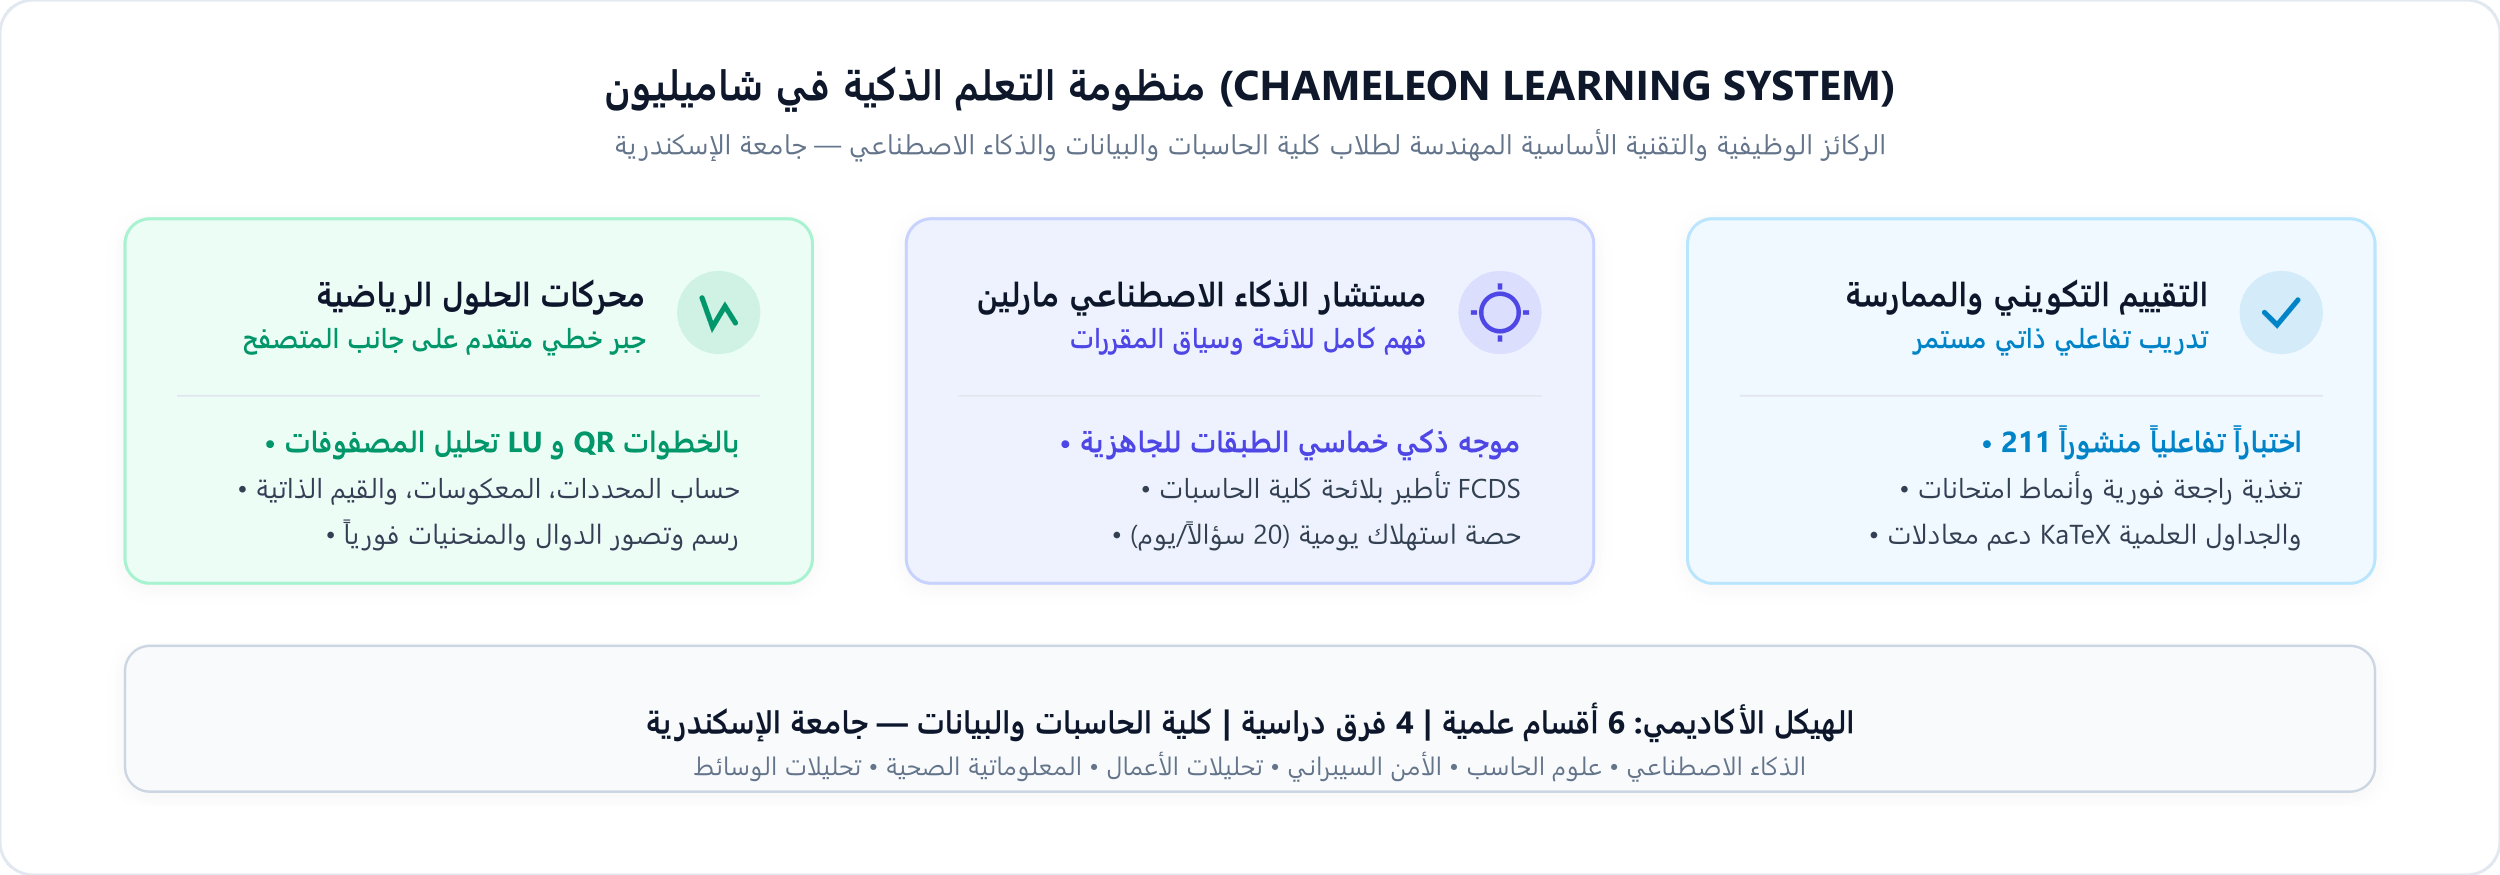 منظومة التعلم الذكية في شاميليون (CHAMELEON LEARNING SYSTEM)
الركائز الوظيفية والتقنية الأساسية المهندسة لطلاب كلية الحاسبات والبيانات والذكاء الاصطناعي — جامعة الإسكندرية
التقييم التكويني والممارسة
تدريب تفاعلي ذاتي مستمر
• 211 اختباراً تفاعلياً منشوراً
• تغذية راجعة فورية وأنماط امتحانات
• دعم معادلات KaTeX والجداول العلمية
مستشار الذكاء الاصطناعي مارلين
فهم كامل للائحة وسياق المقررات
• موجه ذكي خماسي الطبقات للجاهزية
• تأطير بلائحة كلية الحاسبات FCDS
• حصة استهلاك يومية (20 سؤالاً/يوم)
محركات الحلول الرياضية
جبر خطي متقدم على جانب المتصفح
• تحليل المصفوفات LU و QR بالخطوات
• حساب المحددات، المعكوسات، والقيم الذاتية
• رسم وتصور الدوال والمنحنيات فورياً
الهيكل الأكاديمي: 6 أقسام علمية | 4 فرق دراسية | كلية الحاسبات والبيانات — جامعة الإسكندرية
الذكاء الاصطناعي • علوم الحاسب • الأمن السيبراني • تحليلات الأعمال • المعلوماتية الصحية • تحليلات الوسائط